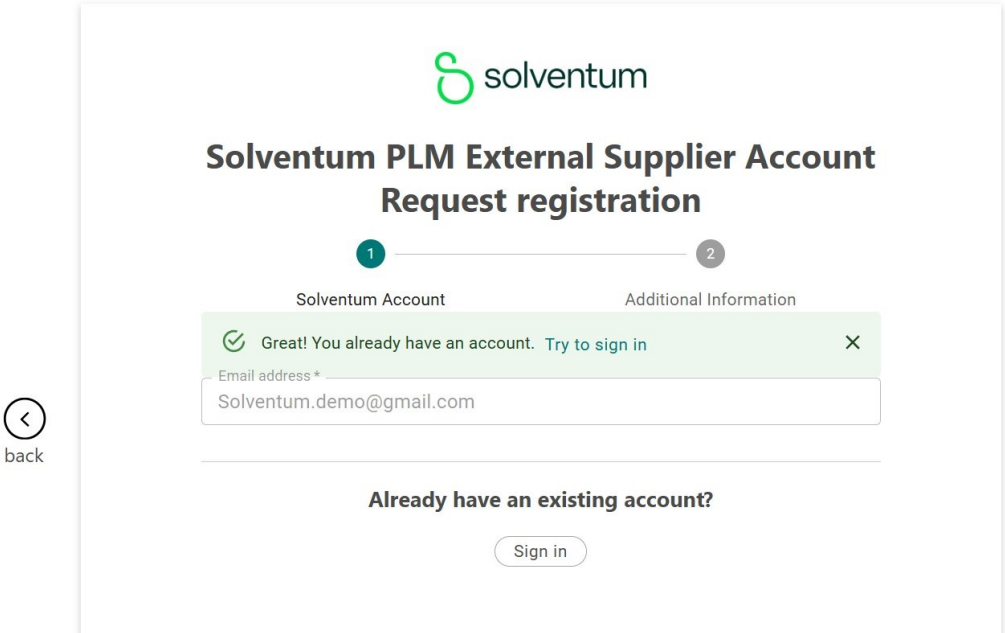 solventum
Solventum PLM External Supplier Account
Request registration
1
2
Solventum Account
Additional Information
Great! You already have an account. Try to sign in
Email address *
Solventum.demo@gmail.com
back
Already have an existing account?
Sign in